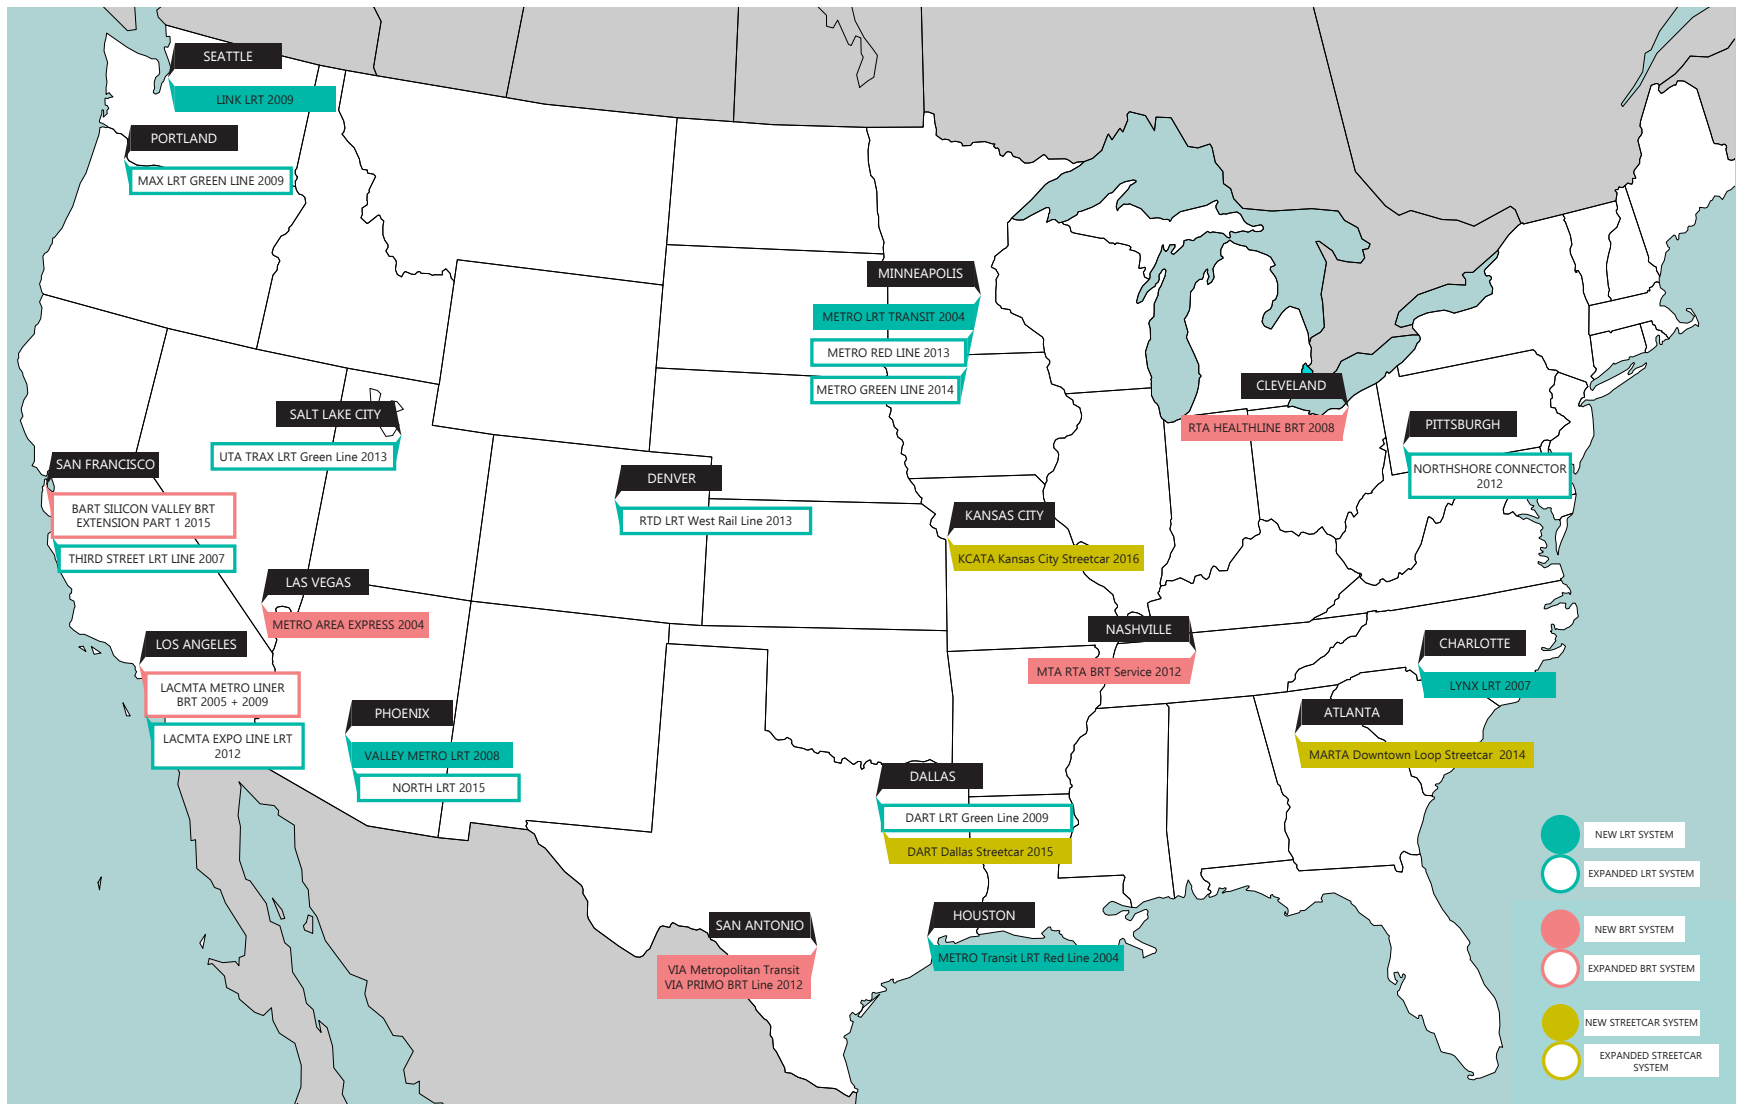 SEATTLE
LINK LRT 2009
PORTLAND
MAX LRT GREEN LINE 2009
MINNEAPOLIS
METRO LRT TRANSIT 2004
METRO RED LINE 2013
METRO GREEN LINE 2014
CLEVELAND
RTA HEALTHLINE BRT 2008
PITTSBURGH
NORTHSHORE CONNECTOR
2012
SALT LAKE CITY
UTA TRAX LRT Green Line 2013
SAN FRANCISCO
BART SILICON VALLEY BRT
EXTENSION PART 1 2015
THIRD STREET LRT LINE 2007
DENVER
RTD LRT West Rail Line 2013
KANSAS CITY
KCATA Kansas City Streetcar 2016
LAS VEGAS
METRO AREA EXPRESS 2004
LOS ANGELES
LACMTA METRO LINER
BRT 2005 + 2009
LACMTA EXPO LINE LRT
2012
NASHVILLE
MTA RTA BRT Service 2012
CHARLOTTE
LYNX LRT 2007
PHOENIX
VALLEY METRO LRT 2008
NORTH LRT 2015
ATLANTA
MARTA Downtown Loop Streetcar  2014
DALLAS
DART LRT Green Line 2009
DART Dallas Streetcar 2015
SAN ANTONIO
VIA Metropolitan Transit
VIA PRIMO BRT Line 2012
HOUSTON
METRO Transit LRT Red Line 2004
NEW LRT SYSTEM
EXPANDED LRT SYSTEM
NEW BRT SYSTEM
EXPANDED BRT SYSTEM
NEW STREETCAR SYSTEM
EXPANDED STREETCAR
SYSTEM